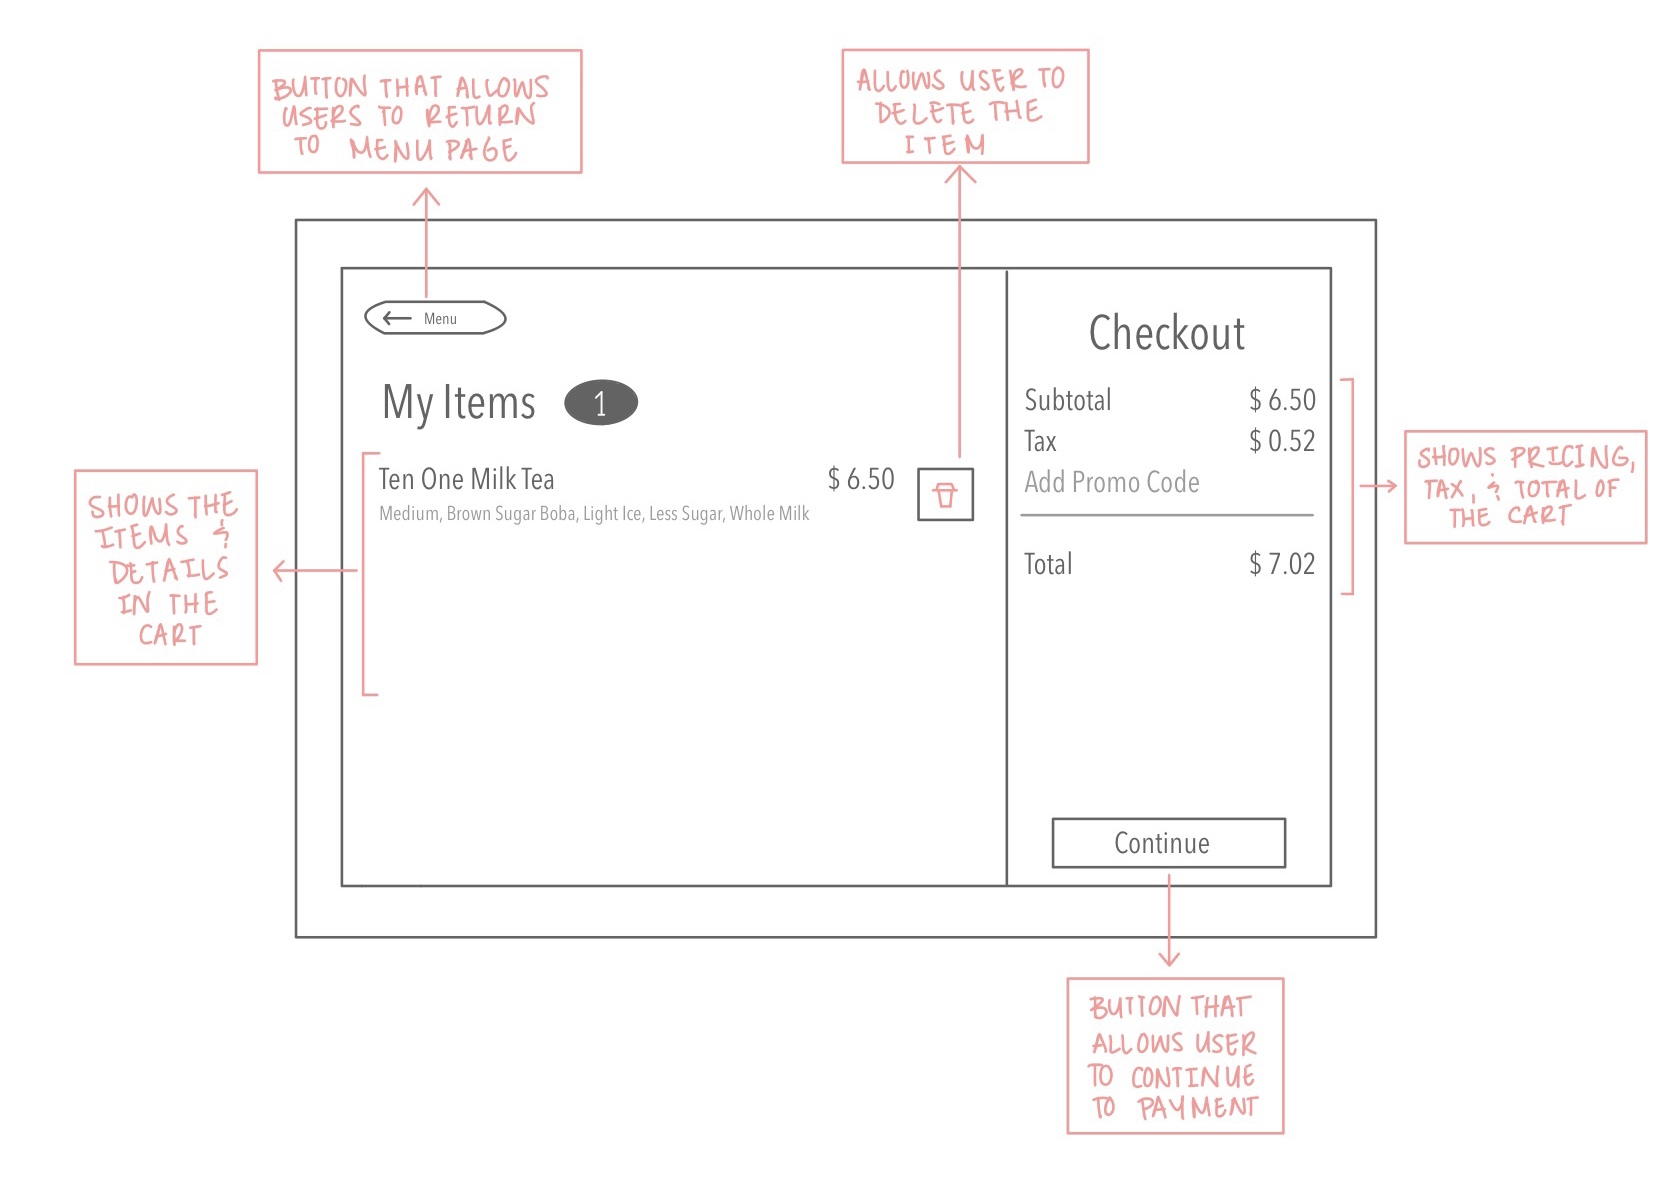 BUTTON THAT ALLOWS
USERS TO RETURN
TO MENU PAGE
ALLOWS USER TO
DELETE THE
ITEM
Menu
My Items 1
Ten One Milk Tea $ 6.50
Medium, Brown Sugar Boba, Light Ice, Less Sugar, Whole Milk
Checkout
Subtotal $ 6.50
Tax $ 0.52
Add Promo Code
Total $ 7.02
Continue
SHOWS THE
ITEMS &
DETAILS
IN THE
CART
SHOWS PRICING,
TAX, & TOTAL OF
THE CART
BUTTON THAT
ALLOWS USER
TO CONTINUE
TO PAYMENT